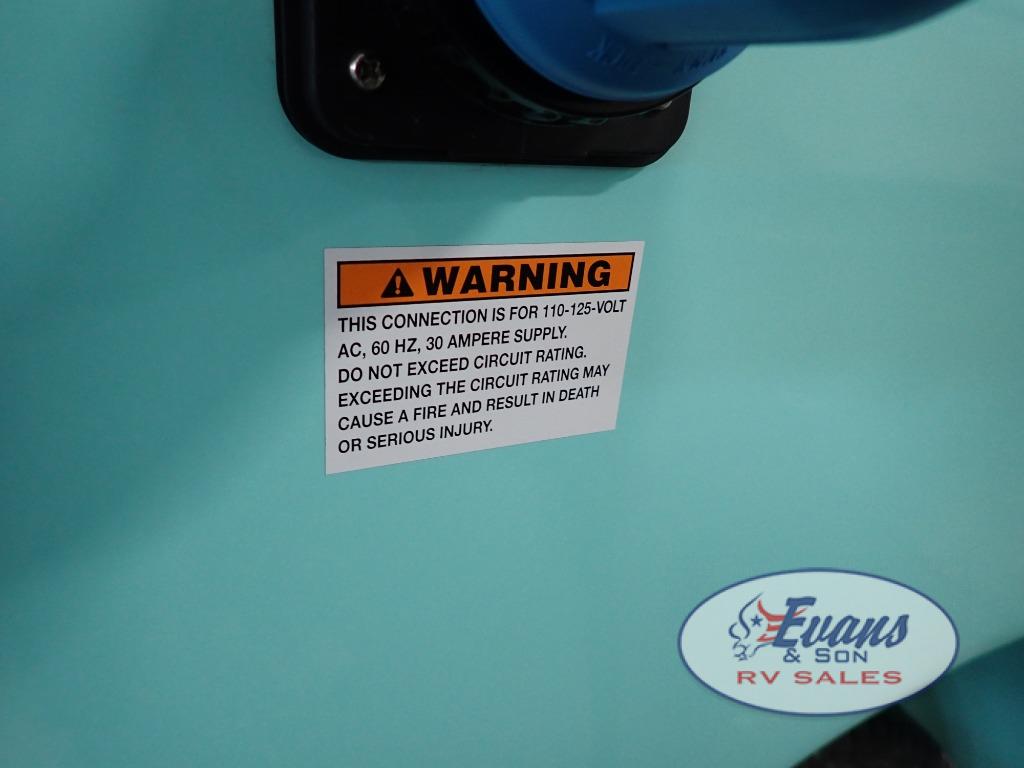 WARNING
THIS CONNECTION IS FOR 110-125-VOLT
AC, 60 HZ, 30 AMPERE SUPPLY.
DO NOT EXCEED CIRCUIT RATING.
EXCEEDING THE CIRCUIT RATING MAY
CAUSE A FIRE AND RESULT IN DEATH
OR SERIOUS INJURY.
Evans
& SON
RV SALES